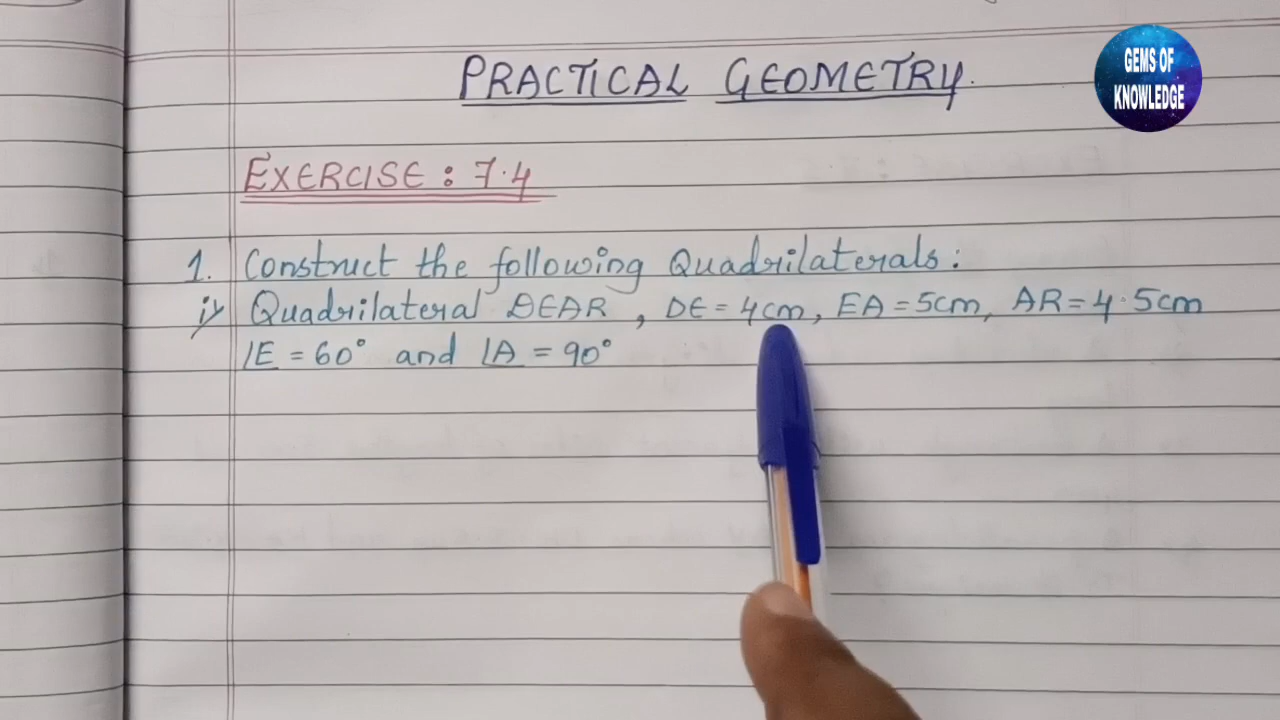 PRACTICAL GEOMETRY.
GEMS OF
KNOWLEDGE
EXERCISE : 7.4
1. Construct the following Quadrilaterals :
i) Quadrilateral DEAR , DE = 4cm, EA = 5cm, AR = 4.5cm
∠E = 60° and ∠A = 90°